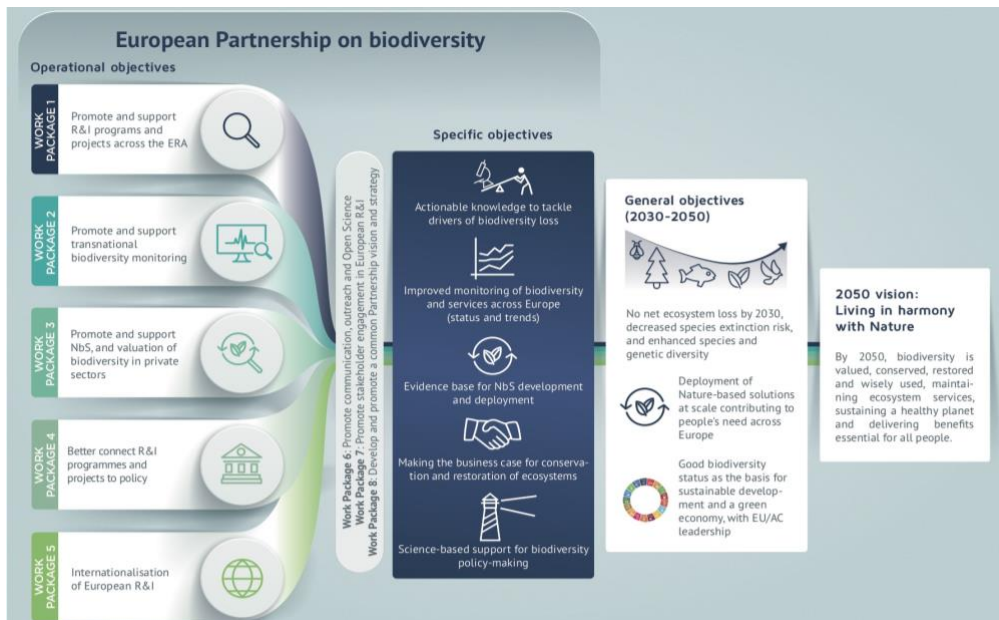 European Partnership on biodiversity
Operational objectives
WORK
PACKAGE 1
Promote and support
R&I programs and
projects across the ERA
WORK
PACKAGE 2
Promote and support
transnational
biodiversity monitoring
WORK
PACKAGE 3
Promote and support
NbS, and valuation of
biodiversity in private
sectors
WORK
PACKAGE 4
Better connect R&I
programmes and
projects to policy
WORK
PACKAGE 5
Internationalisation
of European R&I
Work Package 6: Promote communication, outreach and Open Science
Work Package 7: Promote stakeholder engagement in European R&I
Work Package 8: Develop and promote a common Partnership vision and strategy
Specific objectives
Actionable knowledge to tackle
drivers of biodiversity loss
Improved monitoring of biodiversity
and services across Europe
(status and trends)
Evidence base for NbS development
and deployment
Making the business case for conserva-
tion and restoration of ecosystems
Science-based support for biodiversity
policy-making
General objectives
(2030-2050)
No net ecosystem loss by 2030,
decreased species extinction risk,
and enhanced species and
genetic diversity
Deployment of
Nature-based solutions
at scale contributing to
people's need across
Europe
Good biodiversity
status as the basis for
sustainable develop-
ment and a green
economy, with EU/AC
leadership
2050 vision:
Living in harmony
with Nature
By 2050, biodiversity is
valued, conserved, restored
and wisely used, maintai-
ning ecosystem services,
sustaining a healthy planet
and delivering benefits
essential for all people.